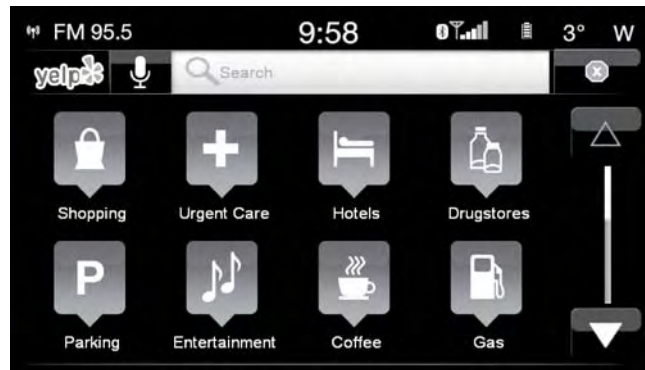 FM 95.5 9:58 3° W
yelp Search
Shopping Urgent Care Hotels Drugstores
P
Parking Entertainment Coffee Gas